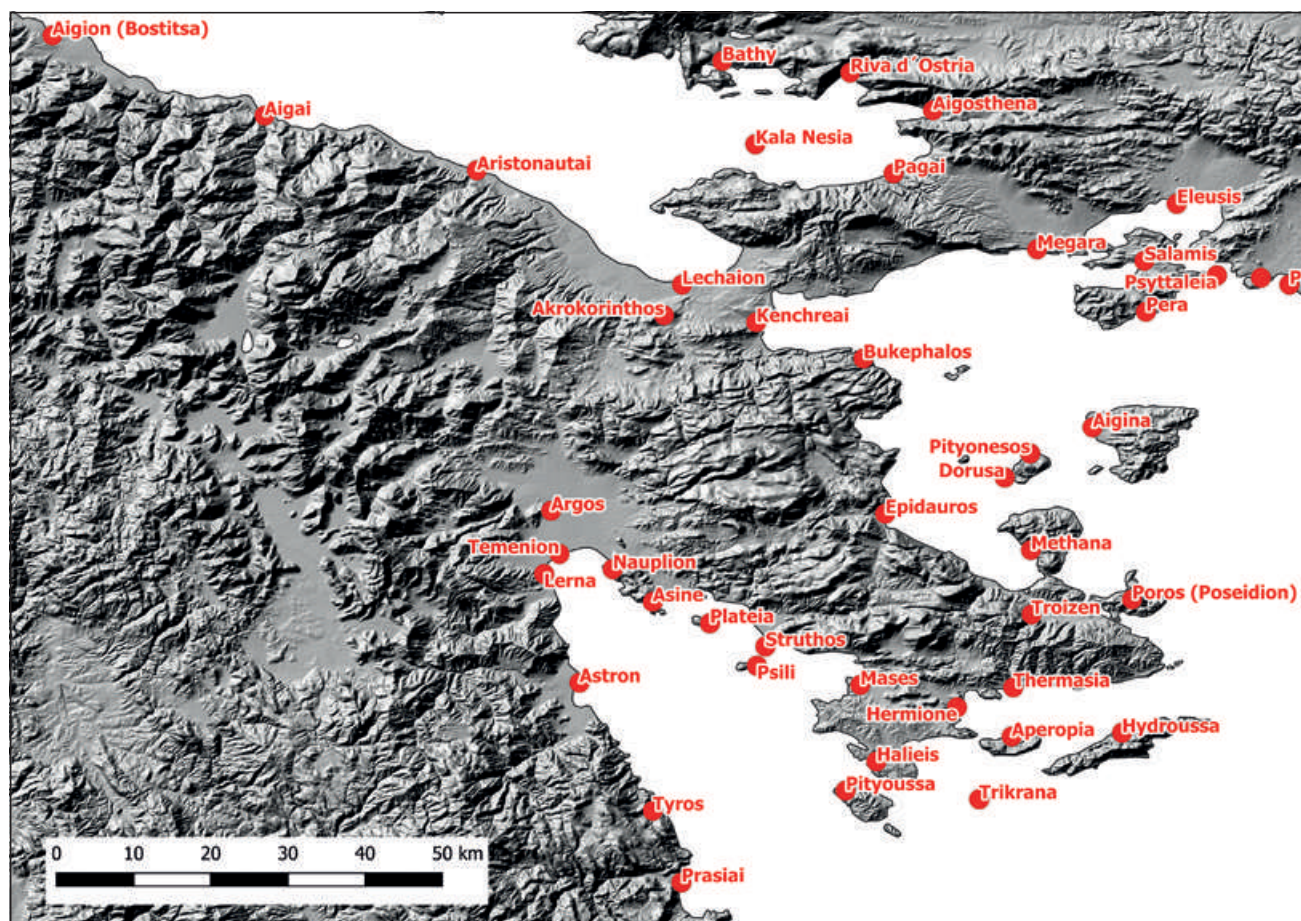 Aigion (Bostitsa)
Bathy
Riva d´Ostria
Aigai
Aigosthena
Kala Nesia
Aristonautai
Pagai
Eleusis
Megara
Salamis
Lechaion
Psyttaleia
P
Akrokorinthos
Kenchreai
Pera
Bukephalos
Aigina
Pityonesos
Dorusa
Argos
Epidauros
Temenion
Methana
Nauplion
Lerna
Asine
Poros (Poseidion)
Plateia
Troizen
Struthos
Psili
Astron
Mases
Thermasia
Hermione
Aperopia
Hydroussa
Halieis
Pityoussa
Trikrana
Tyros
0 10 20 30 40 50 km
Prasiai